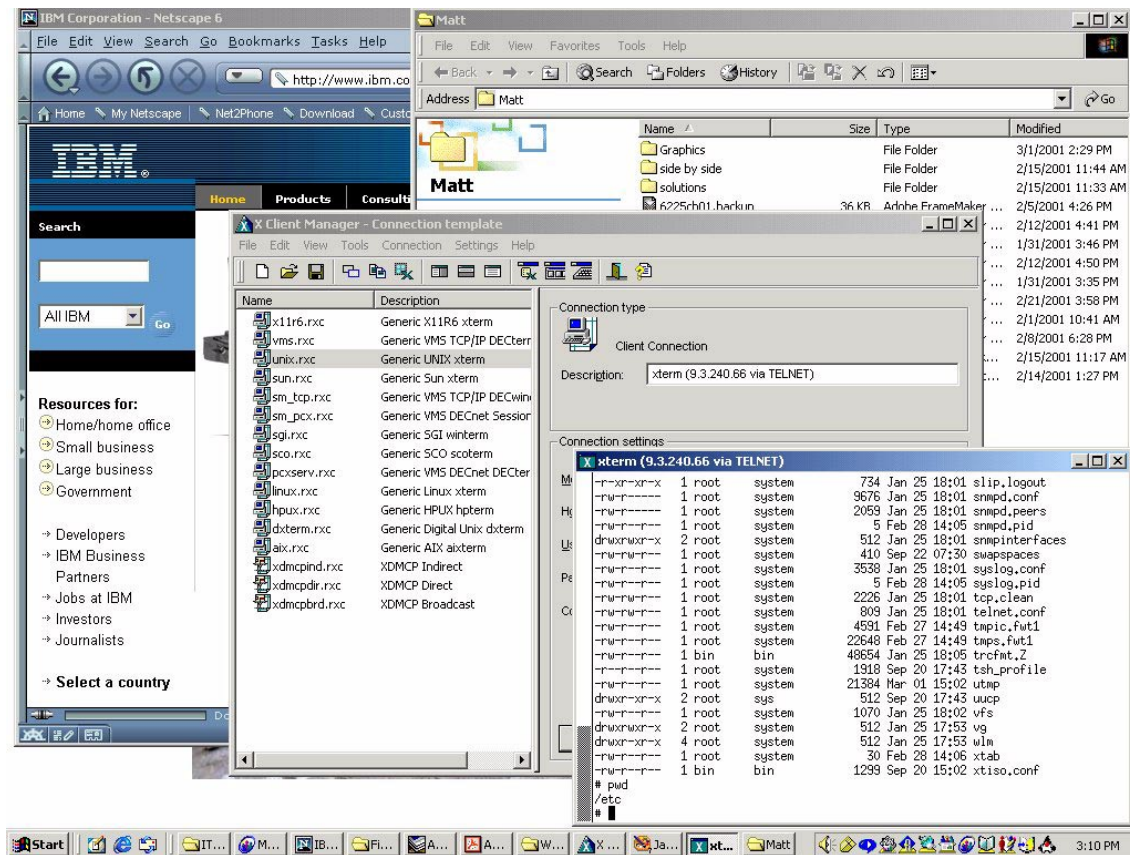 IBM Corporation - Netscape 6
File Edit View Search Go Bookmarks Tasks Help
http://www.ibm.co
Home My Netscape Net2Phone Download Custo
IBM®
Home Products Consulti
Search
All IBM Go
Resources for:
Home/home office
Small business
Large business
Government
Developers
IBM Business
Partners
Jobs at IBM
Investors
Journalists
Select a country
Do
Matt
File Edit View Favorites Tools Help
Back Search Folders History
Address Matt Go
Matt
Name Size Type Modified
Graphics File Folder 3/1/2001 2:29 PM
side by side File Folder 2/15/2001 11:44 AM
solutions File Folder 2/15/2001 11:33 AM
6225ch01.backup 36 KB Adobe FrameMaker ... 2/5/2001 4:26 PM
... 2/12/2001 4:41 PM
... 1/31/2001 3:46 PM
... 2/12/2001 4:50 PM
... 1/31/2001 3:35 PM
... 2/21/2001 3:58 PM
... 2/1/2001 10:41 AM
... 2/8/2001 6:28 PM
... 2/15/2001 11:17 AM
... 2/14/2001 1:27 PM
X Client Manager - Connection template
File Edit View Tools Connection Settings Help
Name Description
x11r6.rxc Generic X11R6 xterm
vms.rxc Generic VMS TCP/IP DECterr
unix.rxc Generic UNIX xterm
sun.rxc Generic Sun xterm
sm_tcp.rxc Generic VMS TCP/IP DECwin
sm_pcx.rxc Generic VMS DECnet Session
sgi.rxc Generic SGI winterm
sco.rxc Generic SCO scoterm
pcxserv.rxc Generic VMS DECnet DECter
linux.rxc Generic Linux xterm
hpux.rxc Generic HPUX hpterm
dxterm.rxc Generic Digital Unix dxterm
aix.rxc Generic AIX aixterm
xdmcpind.rxc XDMCP Indirect
xdmcpdir.rxc XDMCP Direct
xdmcpbrd.rxc XDMCP Broadcast
Connection type
Client Connection
Description: xterm (9.3.240.66 via TELNET)
Connection settings
xterm (9.3.240.66 via TELNET)
-r-xr-xr-x 1 root system 734 Jan 25 18:01 slip.logout
-rw-r----- 1 root system 9676 Jan 25 18:01 snmpd.conf
-rw-r----- 1 root system 2059 Jan 25 18:01 snmpd.peers
-rw-r--r-- 1 root system 5 Feb 28 14:05 snmpd.pid
drwxrwxr-x 2 root system 512 Jan 25 18:01 snmpinterfaces
-rw-rw-r-- 1 root system 410 Sep 22 07:30 swapspaces
-rw-r--r-- 1 root system 3538 Jan 25 18:01 syslog.conf
-rw-r--r-- 1 root system 5 Feb 28 14:05 syslog.pid
-rw-rw-r-- 1 root system 2226 Jan 25 18:01 tcp.clean
-rw-rw-r-- 1 root system 809 Jan 25 18:01 telnet.conf
-rw-r--r-- 1 root system 4591 Feb 27 14:49 tmpic.fwt1
-rw-r--r-- 1 root system 22648 Feb 27 14:49 tmps.fwt1
-rw-r--r-- 1 bin bin 48654 Jan 25 18:05 trcfmt.Z
-r--r--r-- 1 root system 1918 Sep 20 17:43 tsh_profile
-rw-r--r-- 1 root system 21384 Mar 01 15:02 utmp
drwxr-xr-x 2 root sys 512 Sep 20 17:43 uucp
-rw-r--r-- 1 root system 1070 Jan 25 18:02 vfs
drwxrwxr-x 2 root system 512 Jan 25 17:53 vg
drwxr-xr-x 4 root system 512 Jan 25 17:53 wlm
-rw-r--r-- 1 root system 30 Feb 28 14:06 xtab
-rw-r--r-- 1 bin bin 1299 Sep 20 15:02 xtiso.conf
# pwd
/etc
#
Start IT... M... IB... Fi... A... A... W... X ... Ja... xt... Matt 3:10 PM